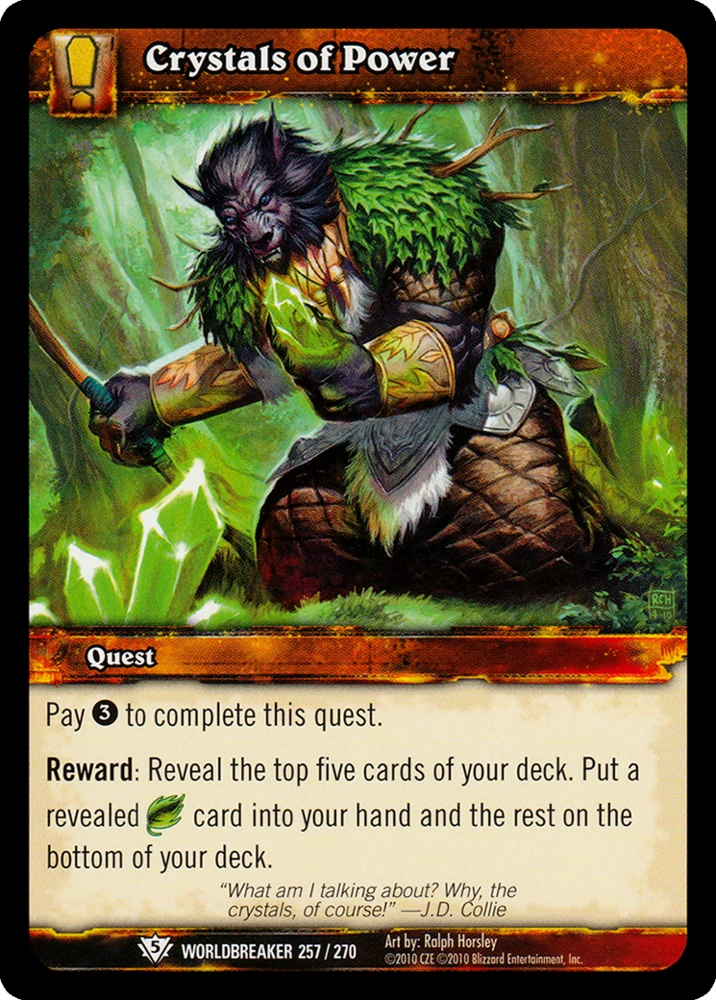 Crystals of Power
RCH
Quest
Pay 3 to complete this quest.
Reward: Reveal the top five cards of your deck. Put a
revealed card into your hand and the rest on the
bottom of your deck.
“What am I talking about? Why, the
crystals, of course!” —J.D. Collie
5 WORLDBREAKER 257 / 270
Art by: Ralph Horsley
©2010 CZE ©2010 Blizzard Entertainment, Inc.